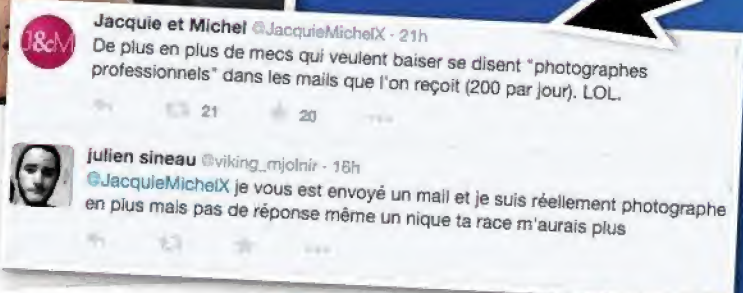 J&cM
Jacquie et Michel @JacquieMichelX · 21h
De plus en plus de mecs qui veulent baiser se disent "photographes
professionnels" dans les mails que l'on reçoit (200 par jour). LOL.
21 20
julien sineau @viking_mjolnir · 16h
@JacquieMichelX je vous est envoyé un mail et je suis réellement photographe
en plus mais pas de réponse même un nique ta race m'aurais plus